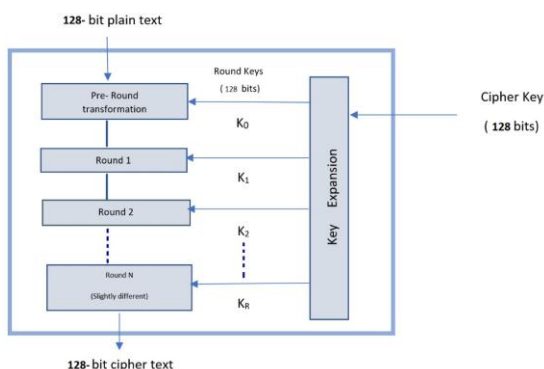 128- bit plain text
Pre- Round
transformation
Round Keys
( 128 bits)
K0
Cipher Key
( 128 bits)
Round 1
K1
Round 2
K2
Key Expansion
Round N
(Slightly different)
KR
128- bit cipher text